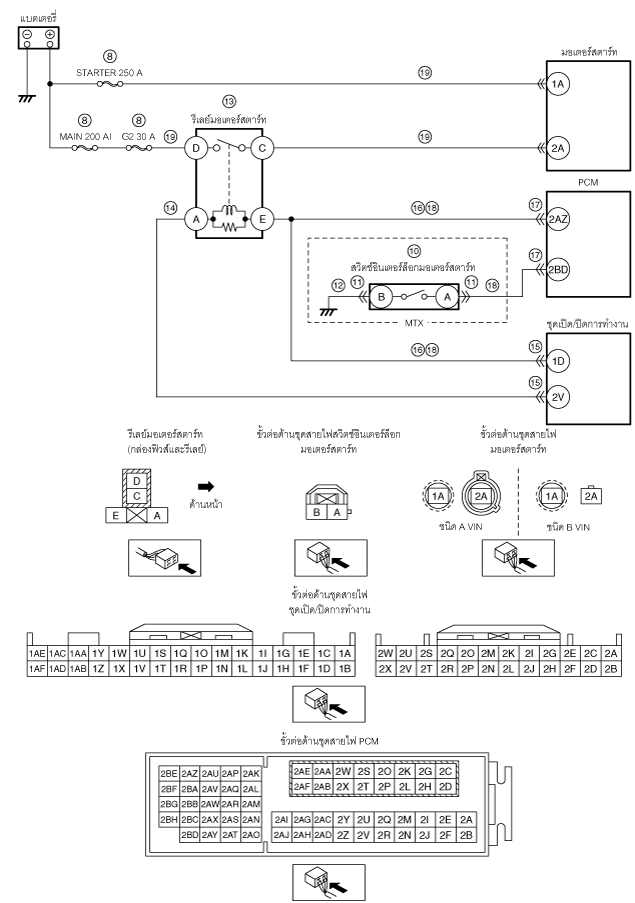 แบตเตอรี่
⑧
STARTER 250 A
⑲
มอเตอร์สตาร์ท
1A
⑬
รีเลย์มอเตอร์สตาร์ท
⑧ ⑧
MAIN 200 A G2 30 A
⑲ D C ⑲ 2A
PCM
⑭ A E ⑯⑱ ⑰ 2AZ
⑩
สวิตช์อินเตอร์ล็อกมอเตอร์สตาร์ท
⑰ 2BD
⑫ ⑪ B A ⑪ ⑱
MTX
ชุดเปิด/ปิดการทำงาน
⑯⑱ ⑮ 1D
⑮ 2V
รีเลย์มอเตอร์สตาร์ท
(กล่องฟิวส์และรีเลย์)
D
C
E A
ด้านหน้า
ขั้วต่อด้านชุดสายไฟสวิตช์อินเตอร์ล็อก
มอเตอร์สตาร์ท
B A
ขั้วต่อด้านชุดสายไฟ
มอเตอร์สตาร์ท
1A 2A 1A 2A
ชนิด A VIN ชนิด B VIN
ขั้วต่อด้านชุดสายไฟ
ชุดเปิด/ปิดการทำงาน
1AE 1AC 1AA 1Y 1W 1U 1S 1Q 1O 1M 1K 1I 1G 1E 1C 1A
1AF 1AD 1AB 1Z 1X 1V 1T 1R 1P 1N 1L 1J 1H 1F 1D 1B
2W 2U 2S 2Q 2O 2M 2K 2I 2G 2E 2C 2A
2X 2V 2T 2R 2P 2N 2L 2J 2H 2F 2D 2B
ขั้วต่อด้านชุดสายไฟ PCM
2BE 2AZ 2AU 2AP 2AK
2BF 2BA 2AV 2AQ 2AL
2BG 2BB 2AW 2AR 2AM
2BH 2BC 2AX 2AS 2AN
2BD 2AY 2AT 2AO
2AE 2AA 2W 2S 2O 2K 2G 2C
2AF 2AB 2X 2T 2P 2L 2H 2D
2AI 2AG 2AC 2Y 2U 2Q 2M 2I 2E 2A
2AJ 2AH 2AD 2Z 2V 2R 2N 2J 2F 2B